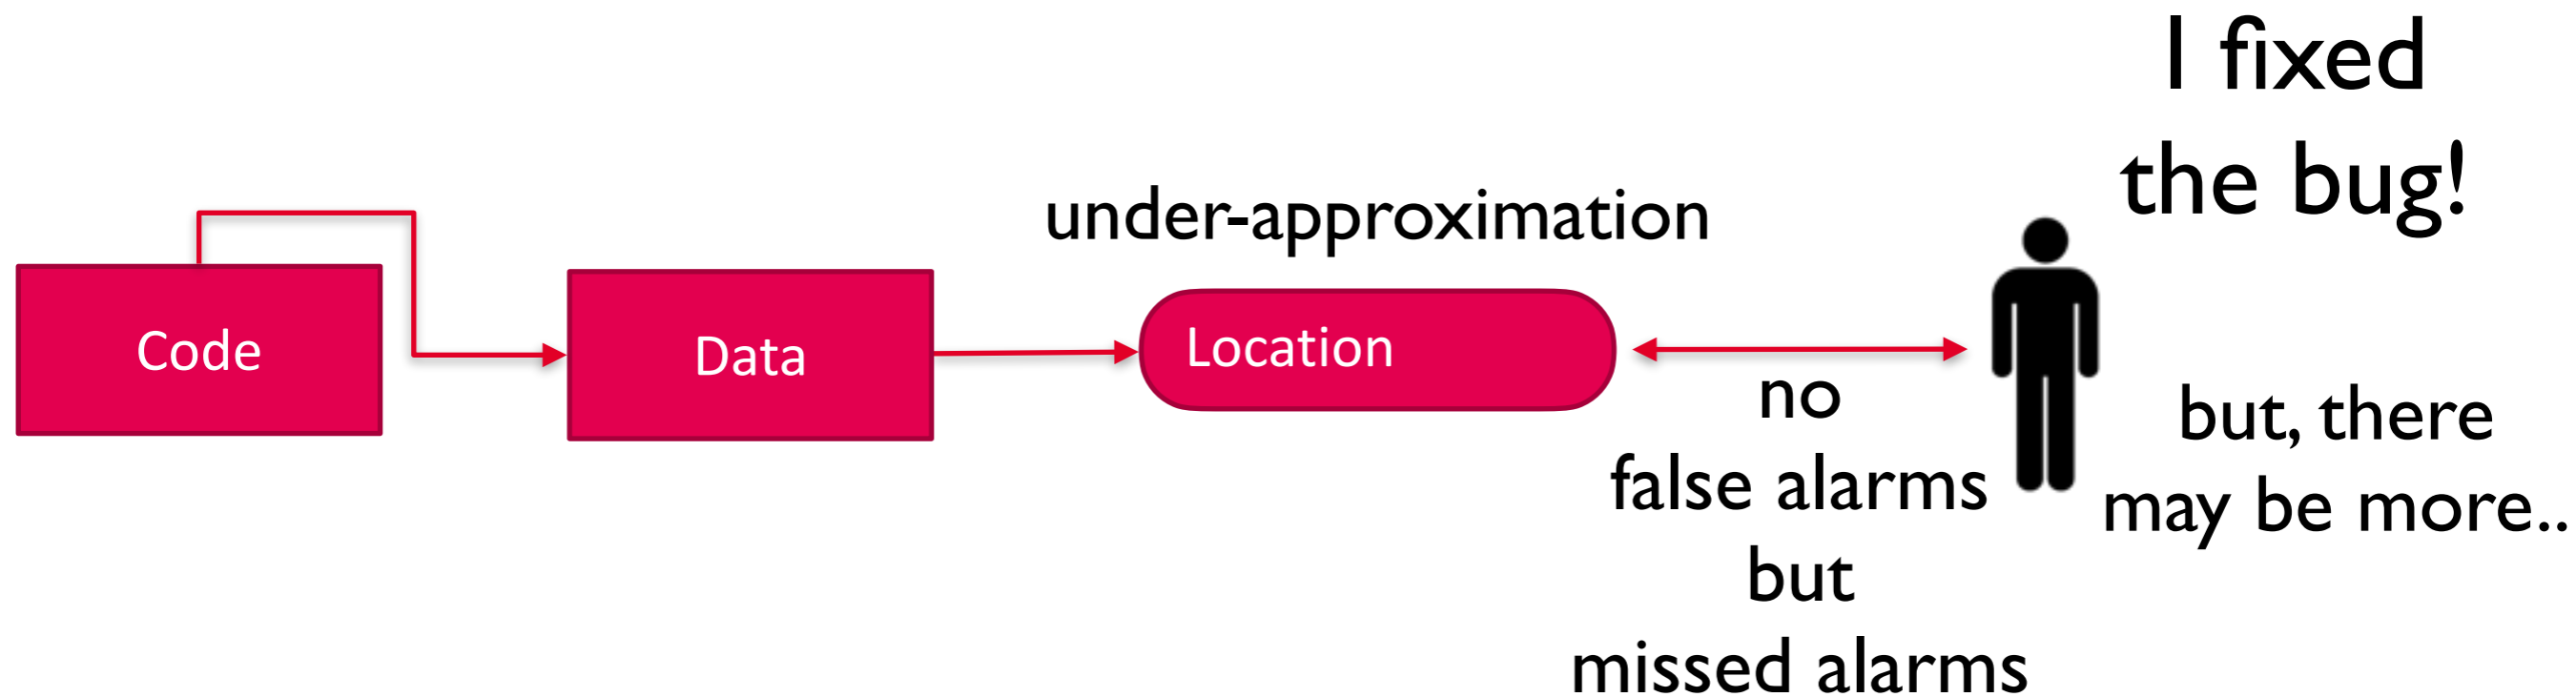 I fixed
the bug!
under-approximation
Code
Data
Location
no
false alarms
but
missed alarms
but, there
may be more..